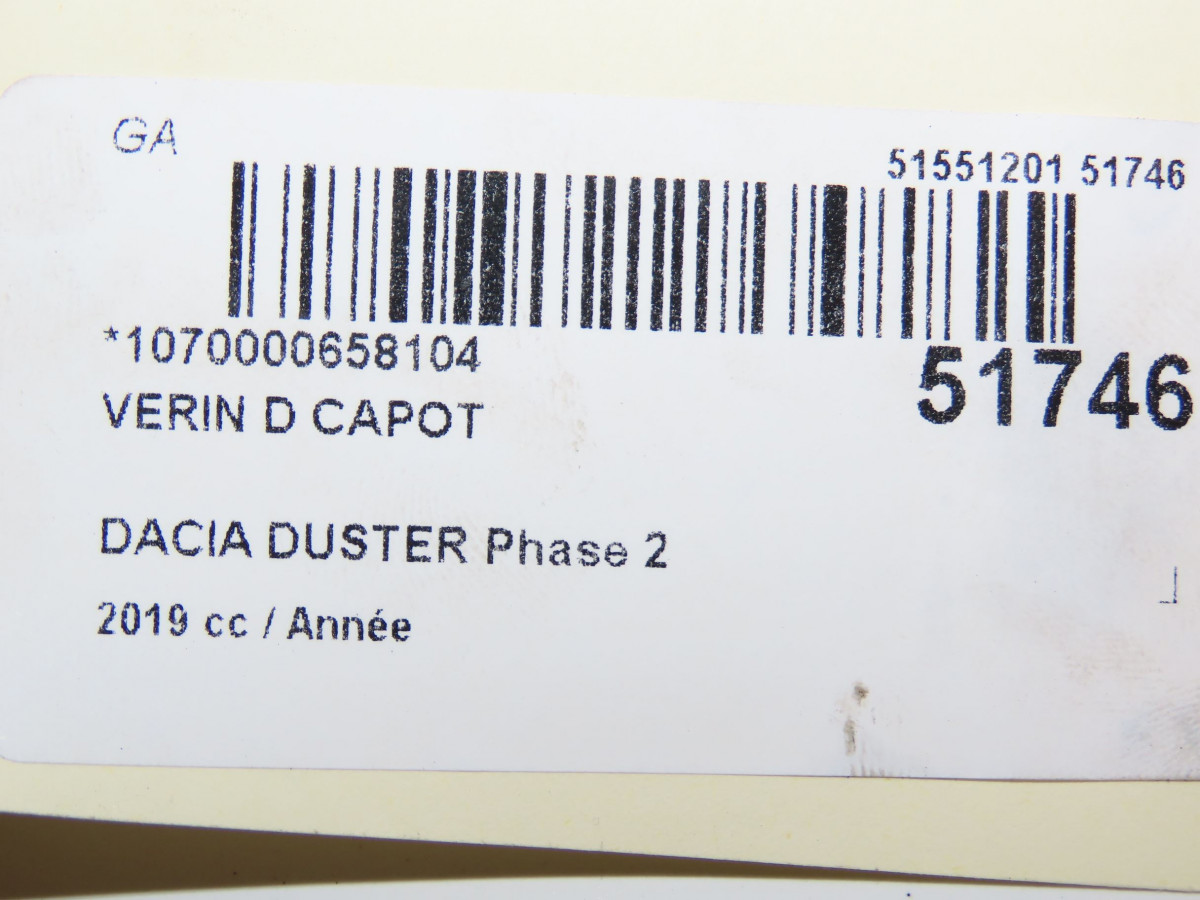 GA
51551201 51746
*1070000658104
51746
VERIN D CAPOT
DACIA DUSTER Phase 2
2019 cc / Année